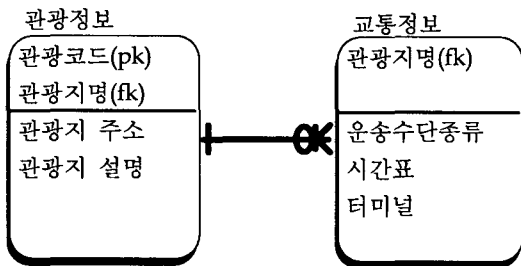 관광정보
관광코드(pk)
관광지명(fk)
관광지 주소
관광지 설명
교통정보
관광지명(fk)
운송수단종류
시간표
터미널